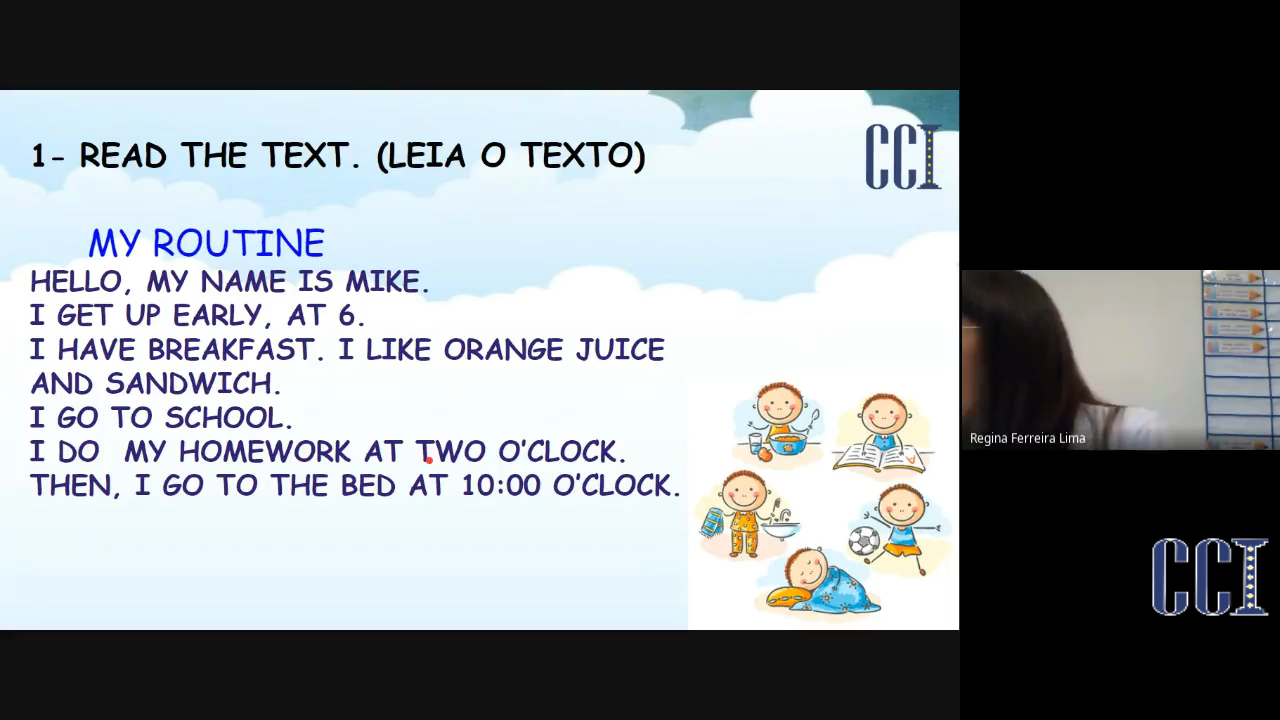 1- READ THE TEXT. (LEIA O TEXTO)
CCI
MY ROUTINE
HELLO, MY NAME IS MIKE.
I GET UP EARLY, AT 6.
I HAVE BREAKFAST. I LIKE ORANGE JUICE
AND SANDWICH.
I GO TO SCHOOL.
I DO MY HOMEWORK AT TWO O'CLOCK.
THEN, I GO TO THE BED AT 10:00 O'CLOCK.
Regina Ferreira Lima
CCI